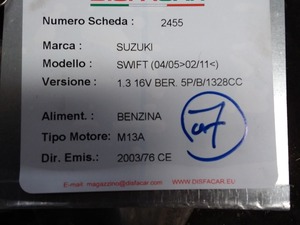 DISFACAR
Numero Scheda : 2455
Marca : SUZUKI
Modello : SWIFT (04/05>02/11<)
Versione : 1.3 16V BER. 5P/B/1328CC
Aliment. : BENZINA
Tipo Motore: M13A
Dir. Emis.: 2003/76 CE
E-mail: magazzino@disfacar.com
WWW.DISFACAR.EU